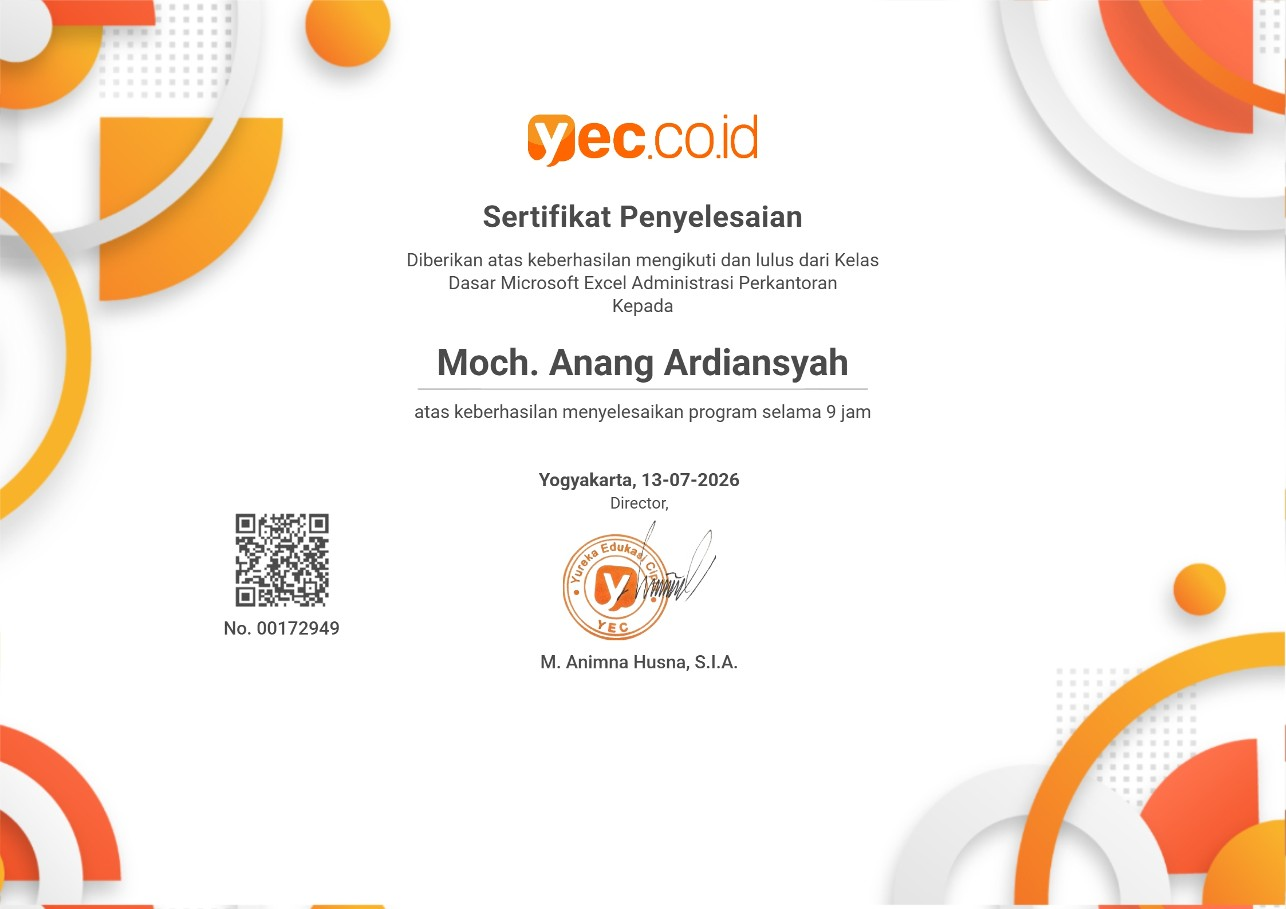 yec.co.id
Sertifikat Penyelesaian
Diberikan atas keberhasilan mengikuti dan lulus dari Kelas
Dasar Microsoft Excel Administrasi Perkantoran
Kepada
Moch. Anang Ardiansyah
atas keberhasilan menyelesaikan program selama 9 jam
Yogyakarta, 13-07-2026
Director,
Yureka Edukasi
YEC
No. 00172949
M. Animna Husna, S.I.A.